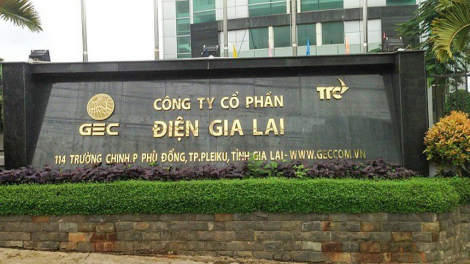 CÔNG TY CỔ PHẦN
GEC
TTC
ĐIỆN GIA LAI
114 TRƯỜNG CHINH P. PHÙ ĐỔNG, TP.PLEIKU, TỈNH GIA LAI - WWW.GECCOM.VN